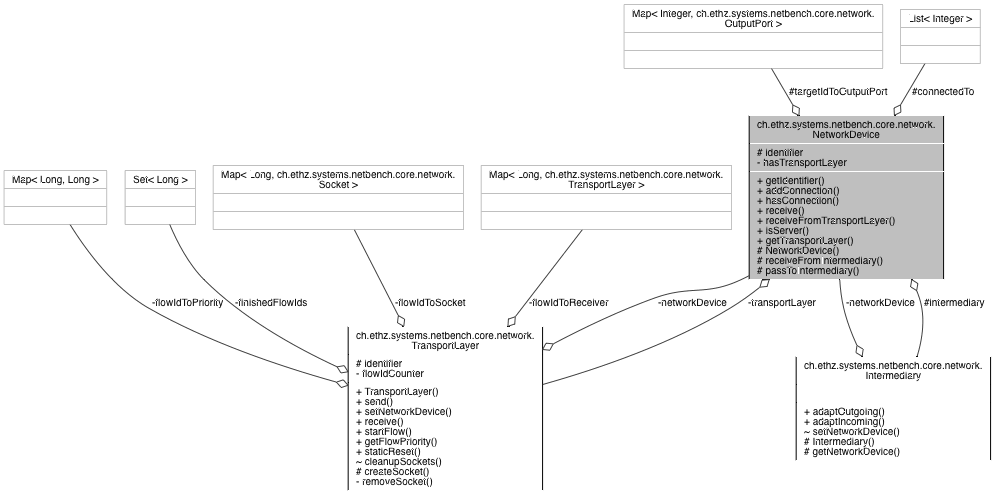 Map< Integer, ch.ethz.systems.netbench.core.network.
OutputPort >
List< Integer >
#targetIdToOutputPort
#connectedTo
ch.ethz.systems.netbench.core.network.
NetworkDevice
# identifier
- hasTransportLayer
+ getIdentifier()
+ addConnection()
+ hasConnection()
+ receive()
+ receiveFromTransportLayer()
+ isServer()
+ getTransportLayer()
# NetworkDevice()
# receiveFromIntermediary()
# passToIntermediary()
Map< Long, Long >
Set< Long >
Map< Long, ch.ethz.systems.netbench.core.network.
Socket >
Map< Long, ch.ethz.systems.netbench.core.network.
TransportLayer >
-flowIdToPriority
-finishedFlowIds
-flowIdToSocket
-flowIdToReceiver
-networkDevice
-transportLayer
-networkDevice
#intermediary
ch.ethz.systems.netbench.core.network.
TransportLayer
# identifier
- flowIdCounter
+ TransportLayer()
+ send()
+ setNetworkDevice()
+ receive()
+ startFlow()
+ getFlowPriority()
+ staticReset()
~ cleanupSockets()
# createSocket()
- removeSocket()
ch.ethz.systems.netbench.core.network.
Intermediary
+ adaptOutgoing()
+ adaptIncoming()
~ setNetworkDevice()
# Intermediary()
# getNetworkDevice()